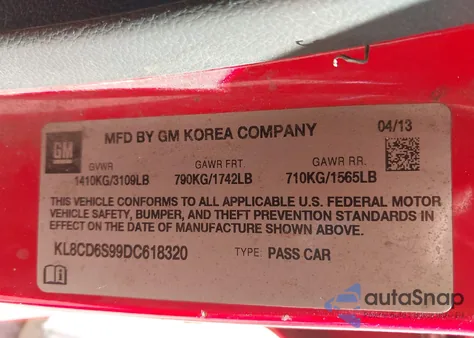 GM
MFD BY GM KOREA COMPANY
04/13
GVWR GAWR FRT. GAWR RR.
1410KG/3109LB 790KG/1742LB 710KG/1565LB
THIS VEHICLE CONFORMS TO ALL APPLICABLE U.S. FEDERAL MOTOR
VEHICLE SAFETY, BUMPER, AND THEFT PREVENTION STANDARDS IN
EFFECT ON THE DATE OF MANUFACTURE SHOWN ABOVE.
KL8CD6S99DC618320 TYPE: PASS CAR
autoSnap
AUTOMOTIVE GROUP